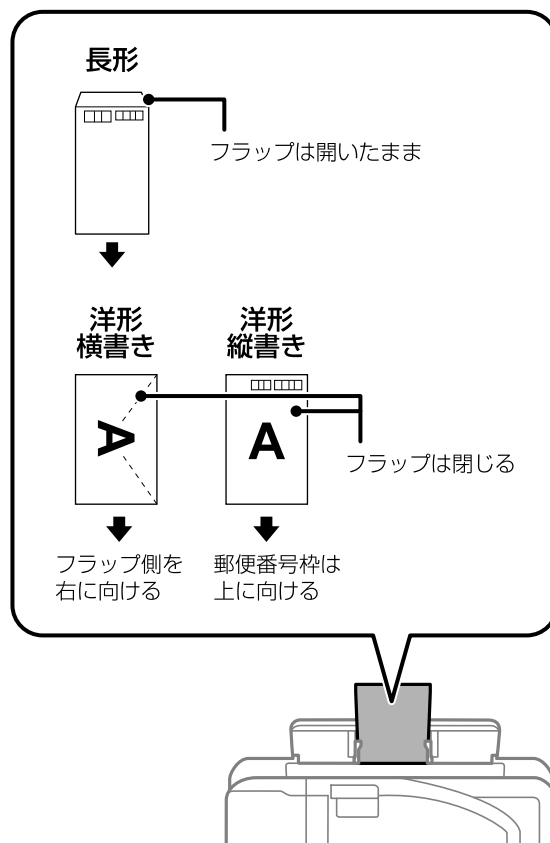 長形
フラップは開いたまま
洋形
横書き
洋形
縦書き
A
A
フラップは閉じる
フラップ側を
右に向ける
郵便番号枠は
上に向ける